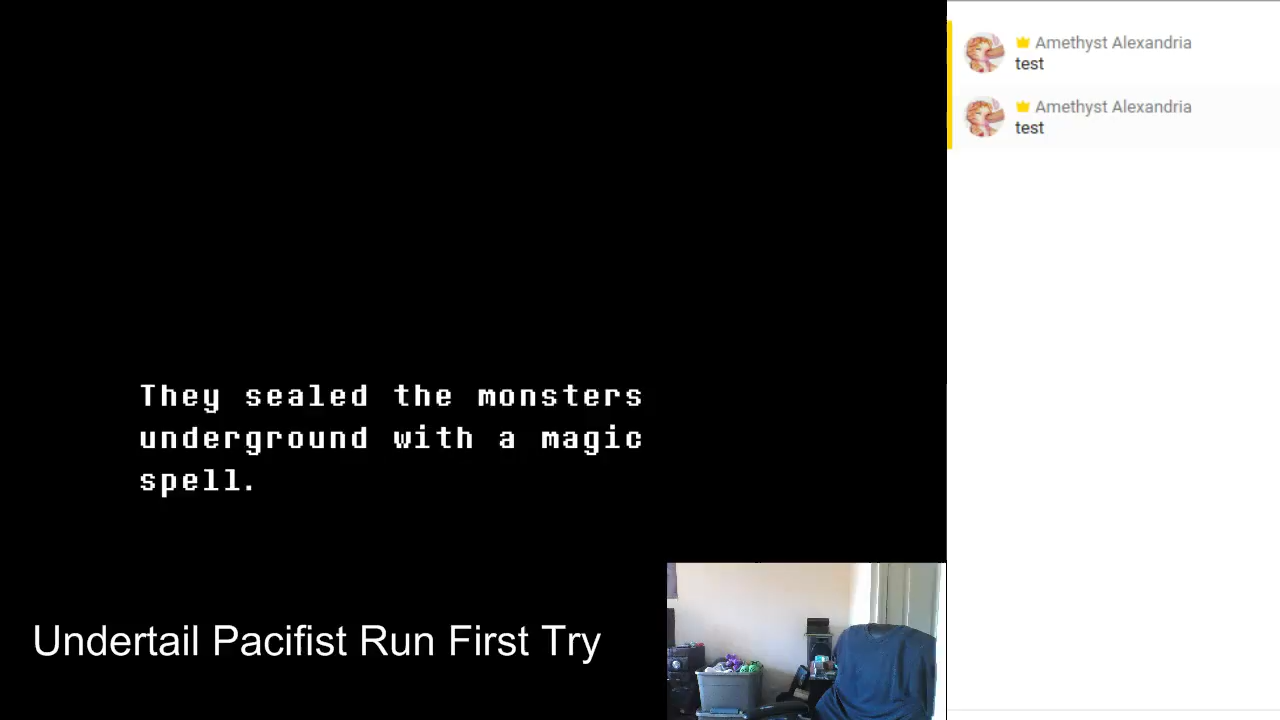 Amethyst Alexandria
test
Amethyst Alexandria
test
They sealed the monsters
underground with a magic
spell.
Undertail Pacifist Run First Try